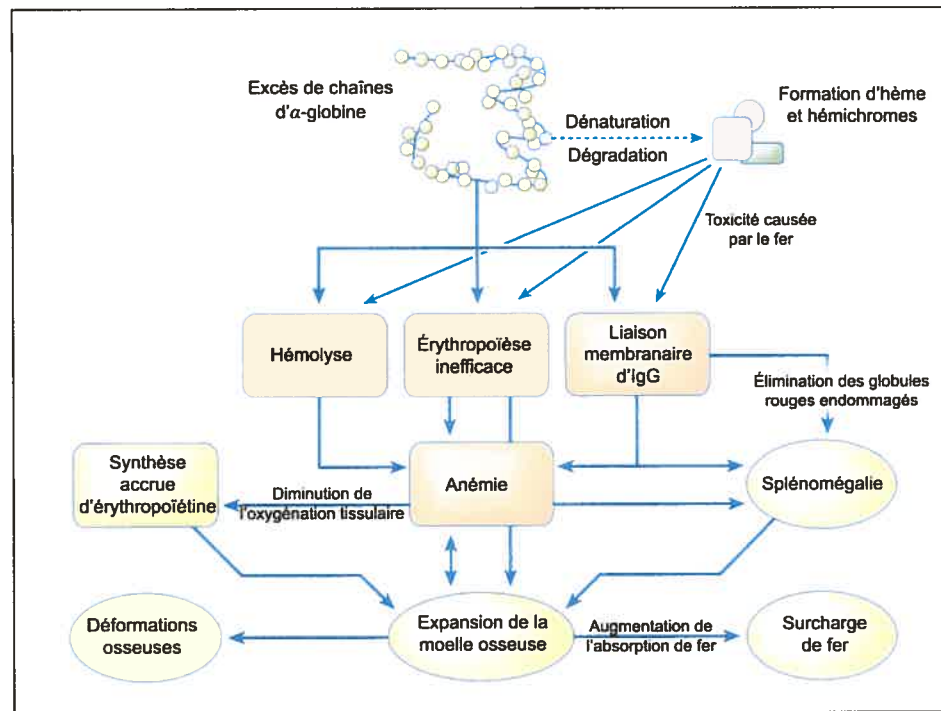 Excès de chaînes
d'α-globine
Dénaturation
Dégradation
Formation d'hème
et hémichromes
Toxicité causée
par le fer
Hémolyse
Érythropoïèse
inefficace
Liaison
membranaire
d'IgG
Élimination des globules
rouges endommagés
Synthèse
accrue
d'érythropoïétine
Diminution de
l'oxygénation tissulaire
Anémie
Splénomégalie
Déformations
osseuses
Expansion de la
moelle osseuse
Augmentation de
l'absorption de fer
Surcharge
de fer